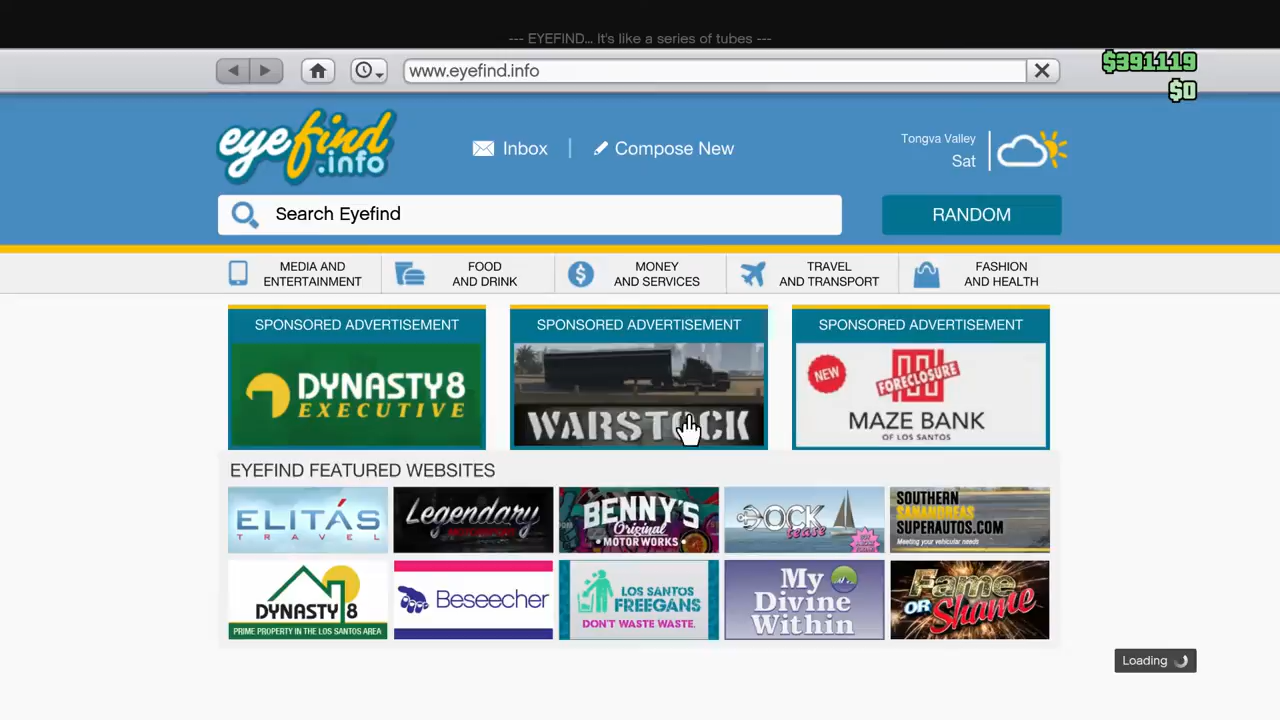 --- EYEFIND... It's like a series of tubes ---
www.eyefind.info
$391119
$0
eyefind
.info
Inbox
Compose New
Tongva Valley
Sat
Search Eyefind
RANDOM
MEDIA AND
ENTERTAINMENT
FOOD
AND DRINK
MONEY
AND SERVICES
TRAVEL
AND TRANSPORT
FASHION
AND HEALTH
SPONSORED ADVERTISEMENT
DYNASTY8
EXECUTIVE
SPONSORED ADVERTISEMENT
WARSTOCK
SPONSORED ADVERTISEMENT
NEW
FORECLOSURE
MAZE BANK
OF LOS SANTOS
EYEFIND FEATURED WEBSITES
ELITÁS
TRAVEL
Legendary
BENNY'S
Original
MOTORWORKS
DOCK
tease
SOUTHERN
SANANDREAS
SUPERAUTOS.COM
Meeting your vehicular needs
DYNASTY 8
PRIME PROPERTY IN THE LOS SANTOS AREA
Beseecher
LOS SANTOS
FREEGANS
DON'T WASTE WASTE.
My
Divine
Within
Fame
OR Shame
Loading